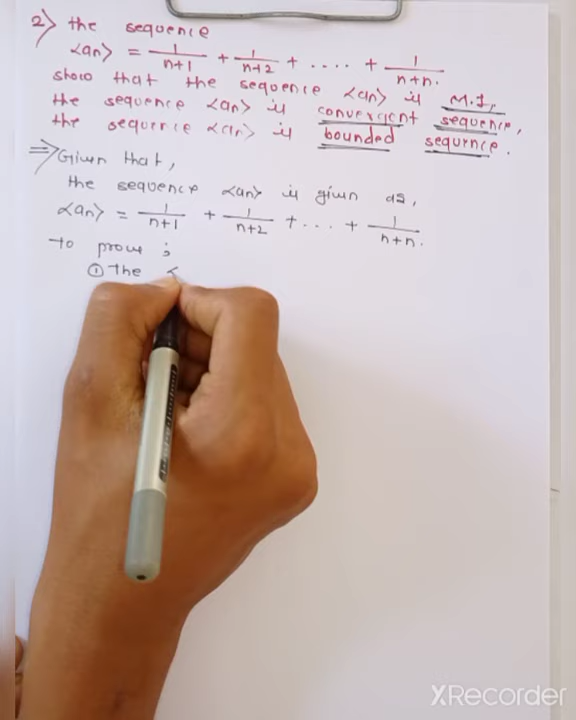 2) the sequence
<an> = 1/n+1 + 1/n+2 + .... + 1/n+n.
show that the sequence <an> is M.I,
the sequence <an> is convergent sequence,
the sequence <an> is bounded sequence.
⇒ Given that,
the sequence <an> is given as,
<an> = 1/n+1 + 1/n+2 + ... + 1/n+n.
to prove :
① The <
XRecorder